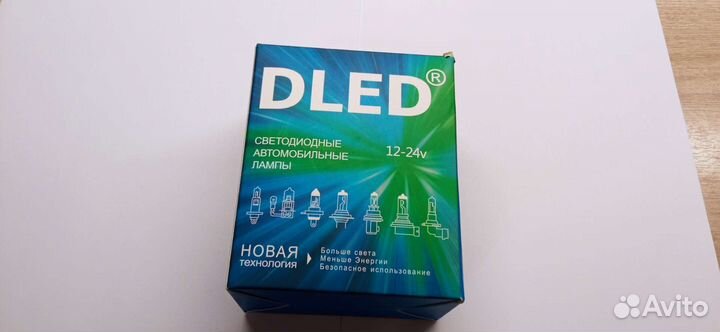 DLED®
СВЕТОДИОДНЫЕ
АВТОМОБИЛЬНЫЕ
ЛАМПЫ
12-24v
НОВАЯ
технология
Больше света
Меньше Энергии
Безопасное использование
Avito